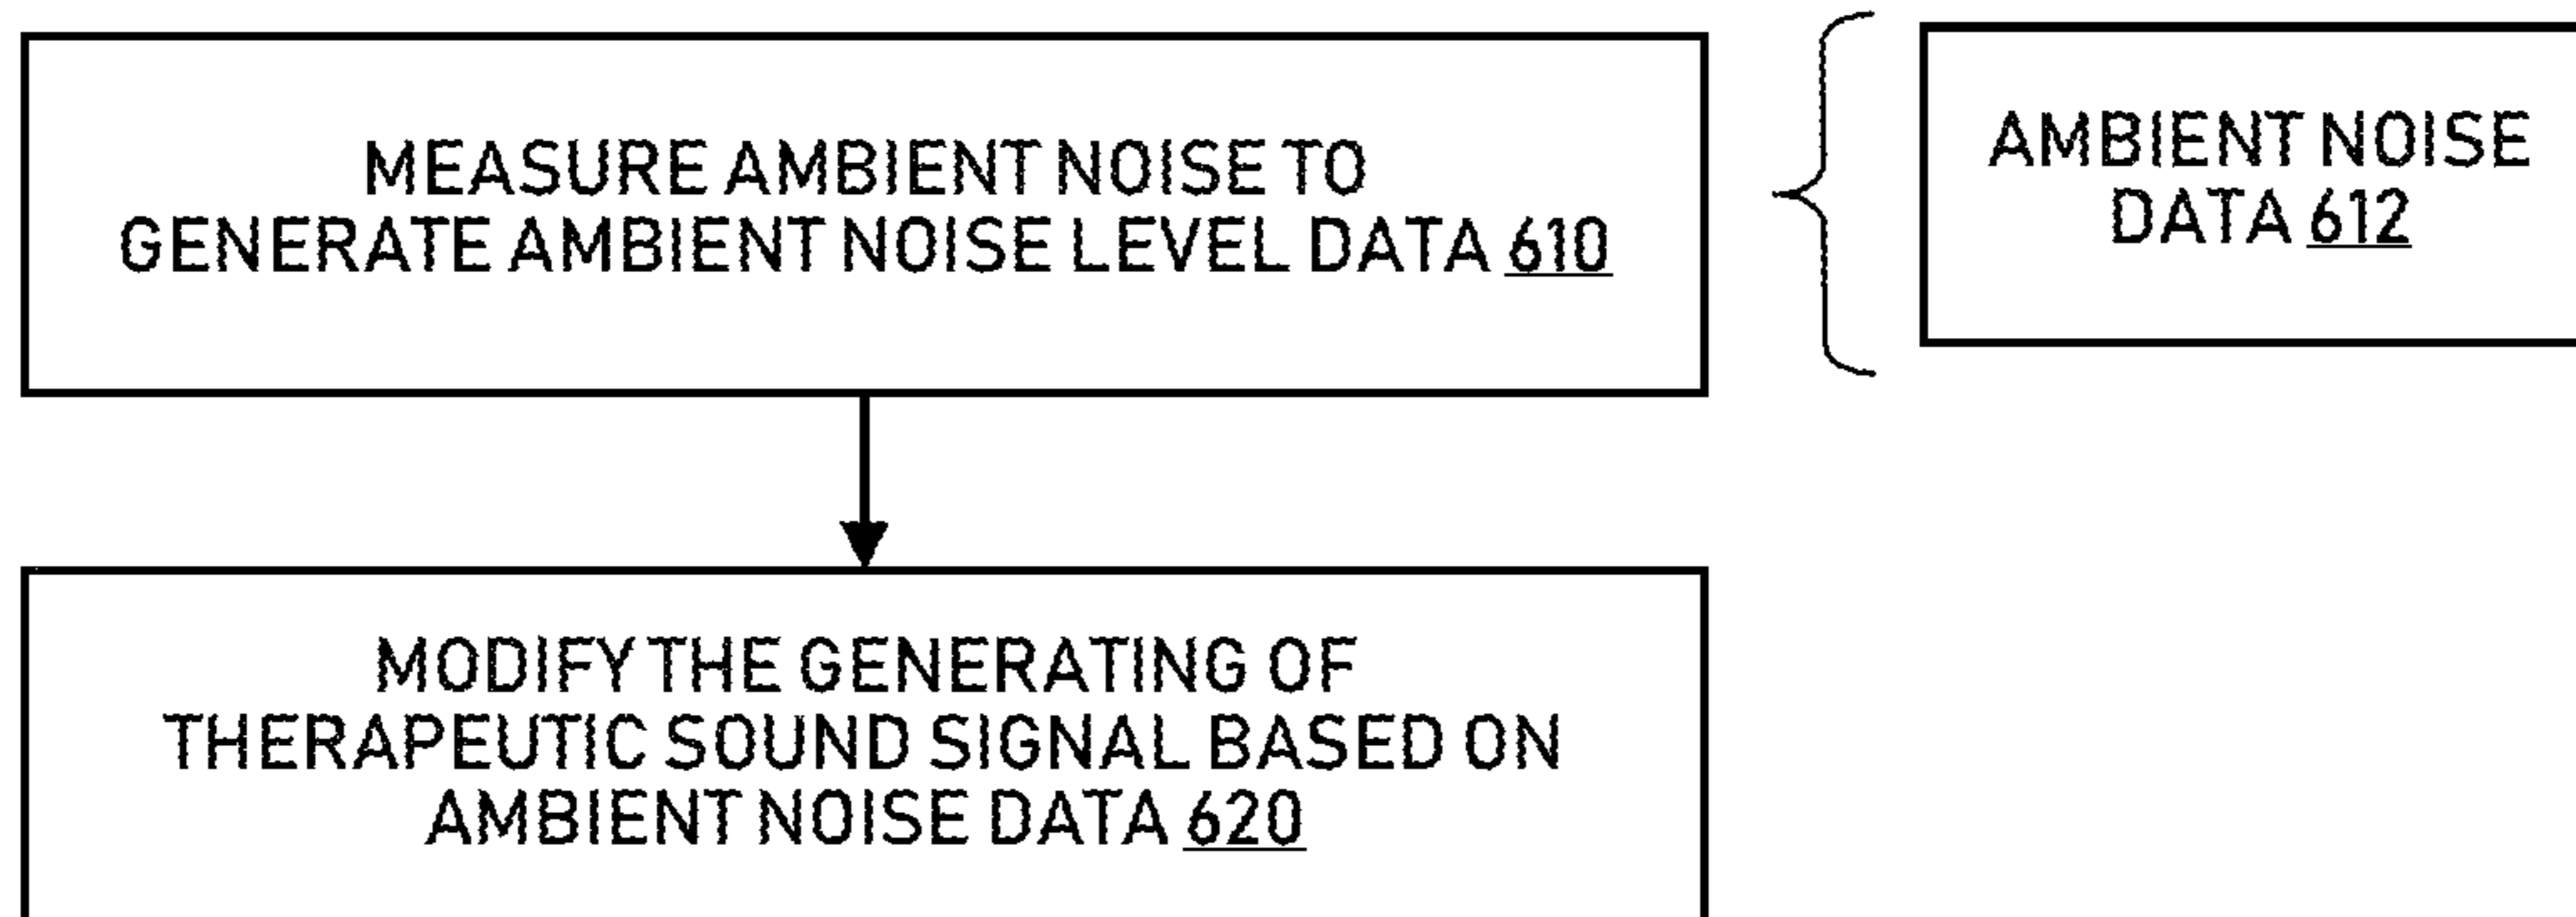 MEASURE AMBIENT NOISE TO
GENERATE AMBIENT NOISE LEVEL DATA 610
AMBIENT NOISE
DATA 612
MODIFY THE GENERATING OF
THERAPEUTIC SOUND SIGNAL BASED ON
AMBIENT NOISE DATA 620